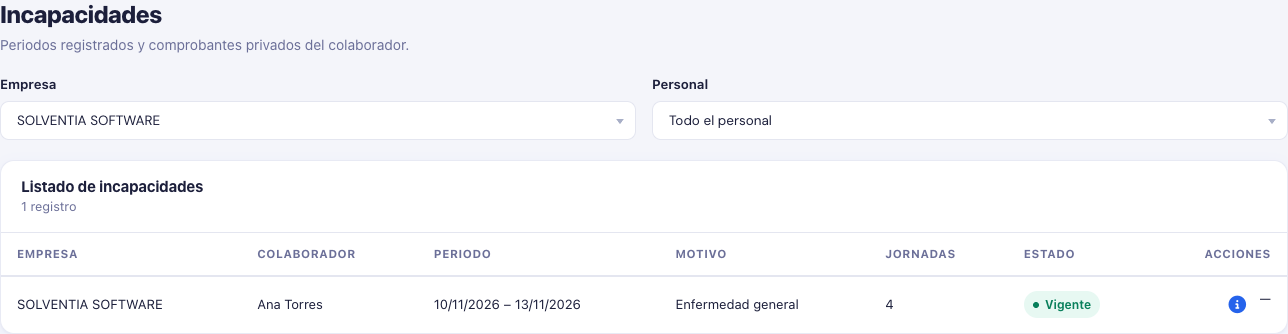 Incapacidades
Periodos registrados y comprobantes privados del colaborador.
Empresa Personal
SOLVENTIA SOFTWARE Todo el personal
Listado de incapacidades
1 registro
EMPRESA COLABORADOR PERIODO MOTIVO JORNADAS ESTADO ACCIONES
SOLVENTIA SOFTWARE Ana Torres 10/11/2026 – 13/11/2026 Enfermedad general 4 Vigente —